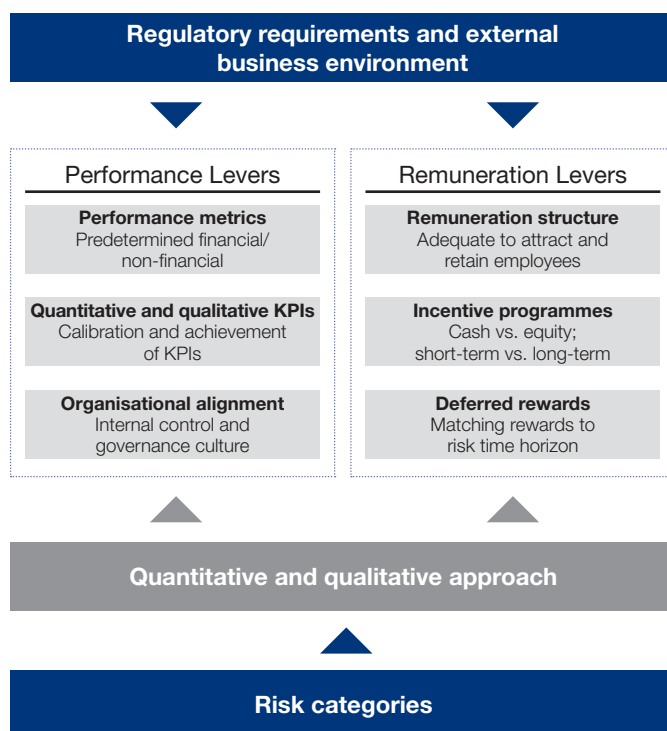 Regulatory requirements and external
business environment
Performance Levers
Performance metrics
Predetermined financial/
non-financial
Quantitative and qualitative KPIs
Calibration and achievement
of KPIs
Organisational alignment
Internal control and
governance culture
Remuneration Levers
Remuneration structure
Adequate to attract and
retain employees
Incentive programmes
Cash vs. equity;
short-term vs. long-term
Deferred rewards
Matching rewards to
risk time horizon
Quantitative and qualitative approach
Risk categories